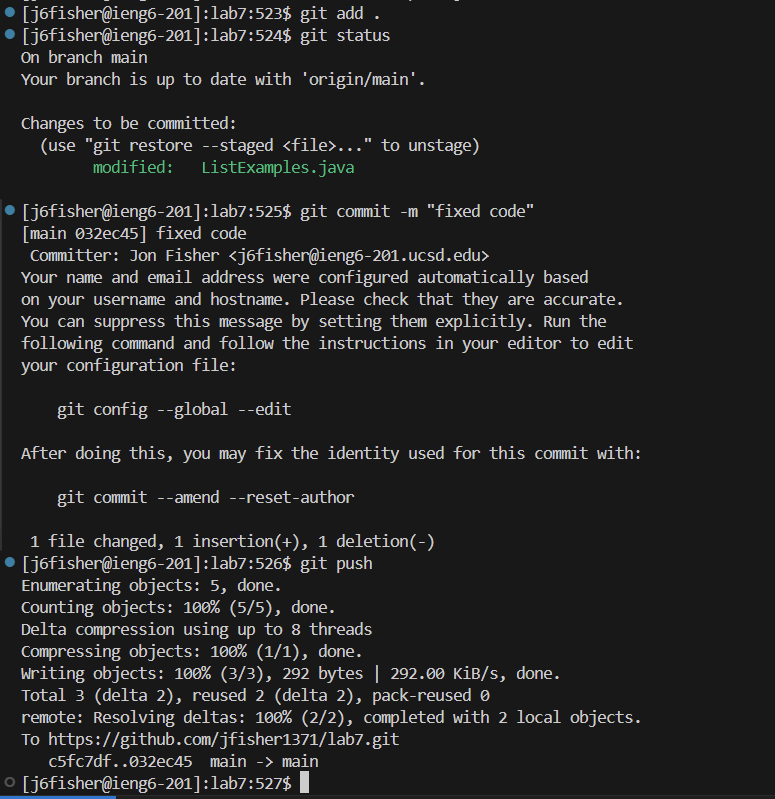 [j6fisher@ieng6-201]:lab7:523$ git add .
[j6fisher@ieng6-201]:lab7:524$ git status
On branch main
Your branch is up to date with 'origin/main'.

Changes to be committed:
  (use "git restore --staged <file>..." to unstage)
        modified:   ListExamples.java

[j6fisher@ieng6-201]:lab7:525$ git commit -m "fixed code"
[main 032ec45] fixed code
 Committer: Jon Fisher <j6fisher@ieng6-201.ucsd.edu>
Your name and email address were configured automatically based
on your username and hostname. Please check that they are accurate.
You can suppress this message by setting them explicitly. Run the
following command and follow the instructions in your editor to edit
your configuration file:

    git config --global --edit

After doing this, you may fix the identity used for this commit with:

    git commit --amend --reset-author

 1 file changed, 1 insertion(+), 1 deletion(-)
[j6fisher@ieng6-201]:lab7:526$ git push
Enumerating objects: 5, done.
Counting objects: 100% (5/5), done.
Delta compression using up to 8 threads
Compressing objects: 100% (1/1), done.
Writing objects: 100% (3/3), 292 bytes | 292.00 KiB/s, done.
Total 3 (delta 2), reused 2 (delta 2), pack-reused 0
remote: Resolving deltas: 100% (2/2), completed with 2 local objects.
To https://github.com/jfisher1371/lab7.git
   c5fc7df..032ec45  main -> main
[j6fisher@ieng6-201]:lab7:527$